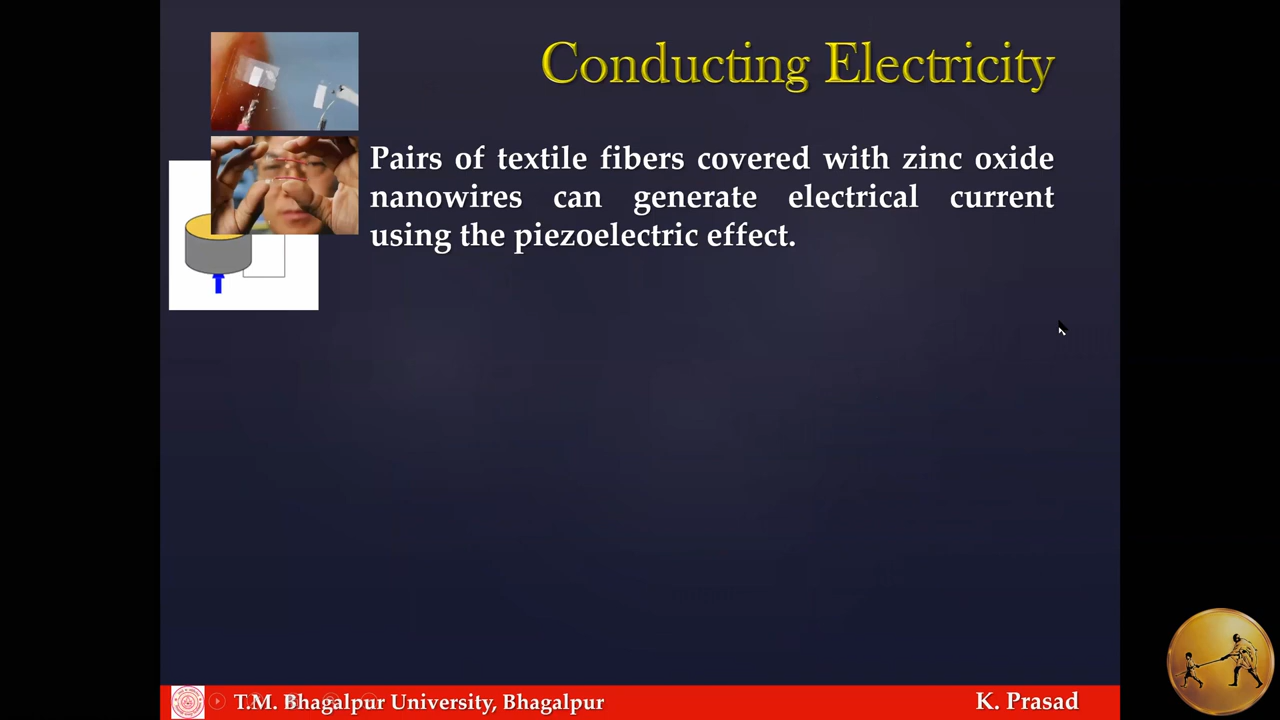 Conducting Electricity
Pairs of textile fibers covered with zinc oxide
nanowires can generate electrical current
using the piezoelectric effect.
T.M. Bhagalpur University, Bhagalpur
K. Prasad